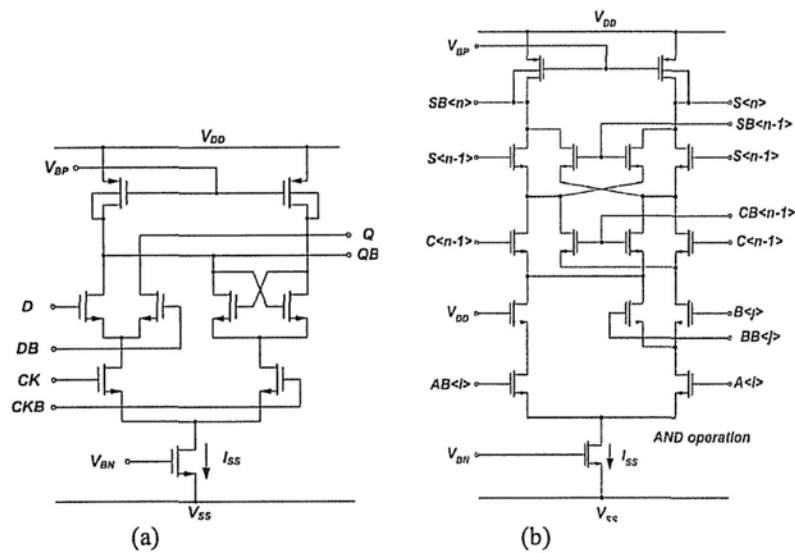 V_DD
V_BP
Q
QB
D
DB
CK
CKB
V_BN
I_SS
V_SS
(a)
V_DD
V_BP
SB<n>
S<n>
SB<n-1>
S<n-1>
S<n-1>
CB<n-1>
C<n-1>
C<n-1>
V_DD
B<j>
BB<j>
AB<i>
A<i>
AND operation
V_BN
I_SS
V_SS
(b)